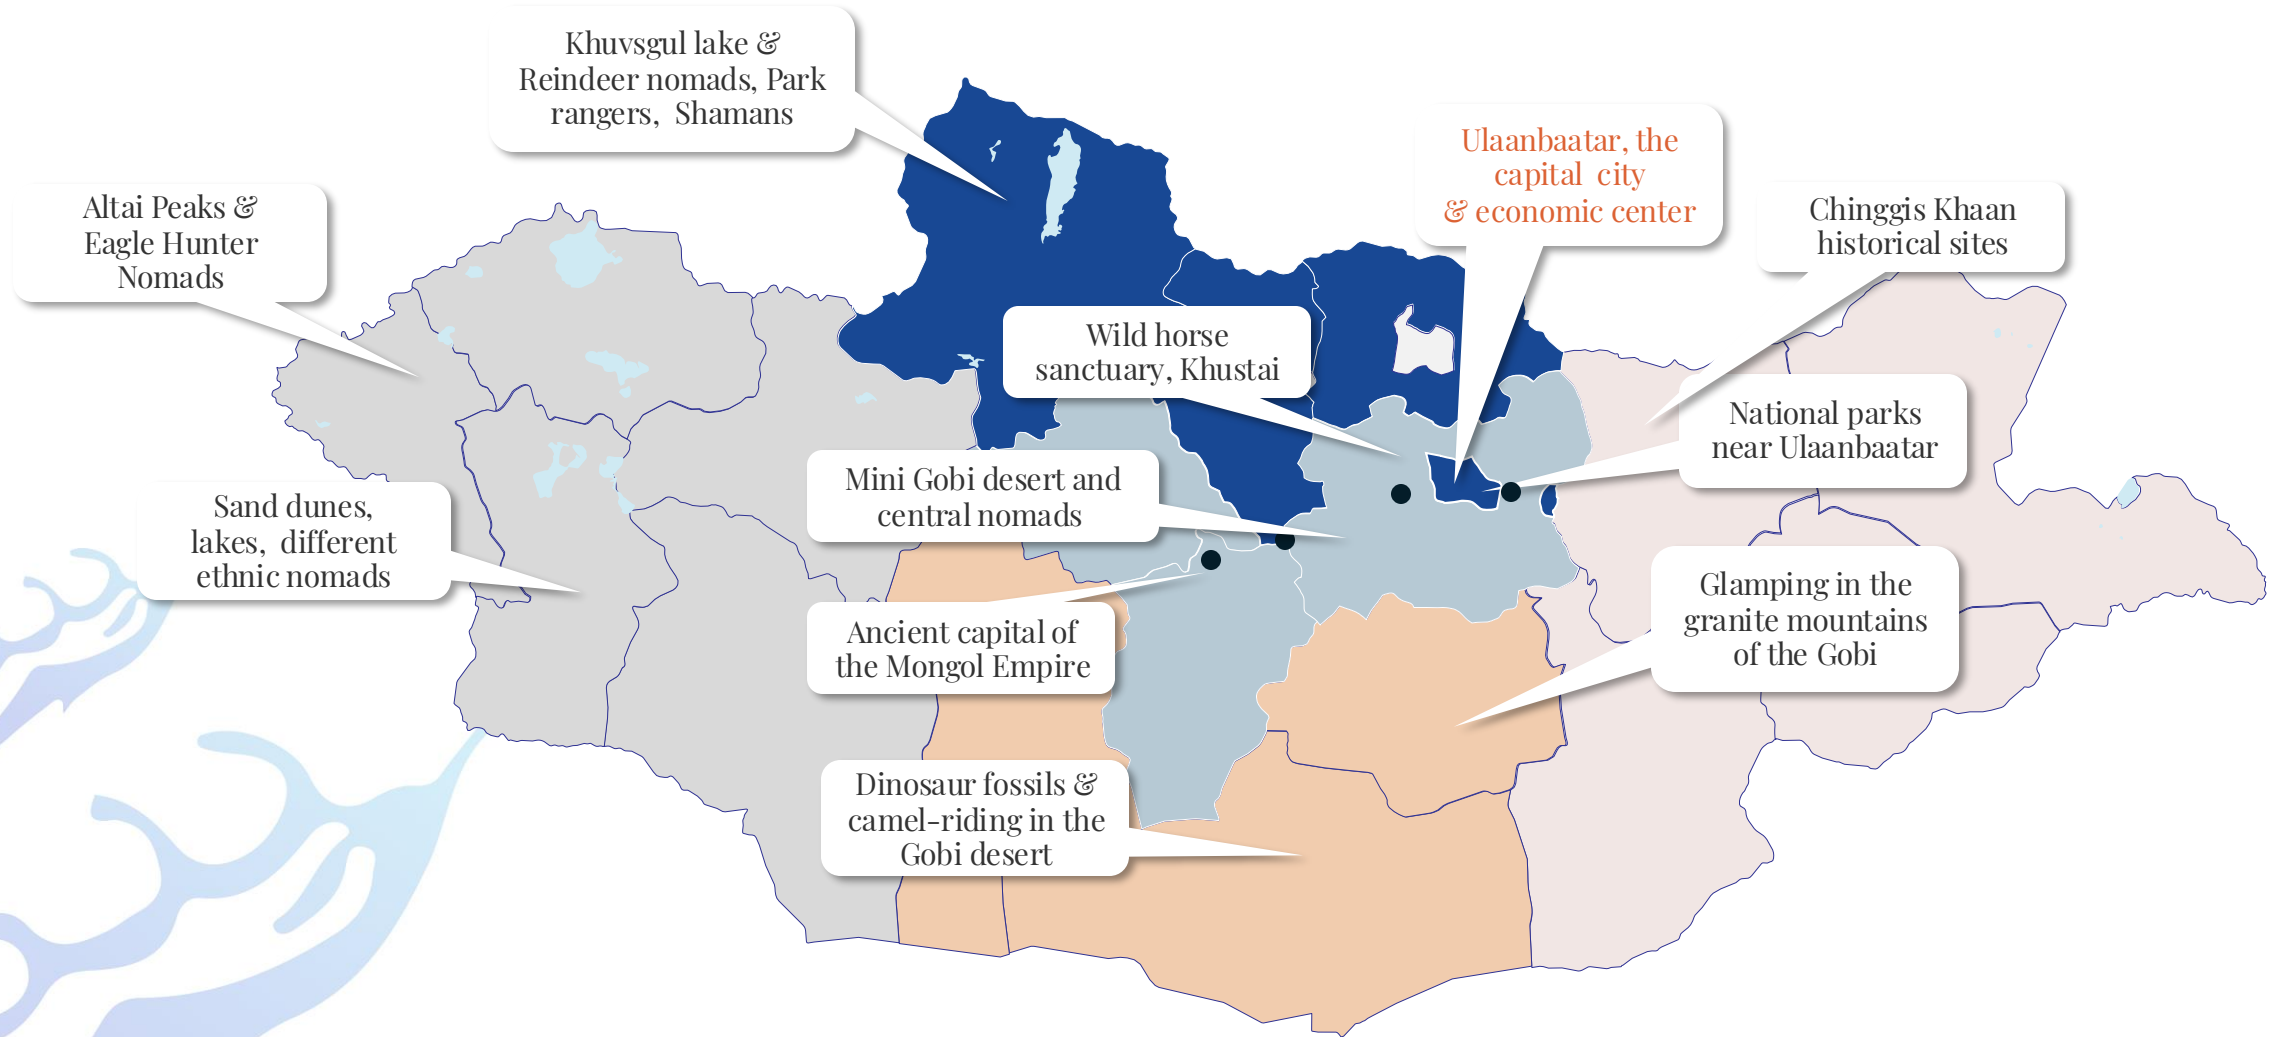 Khuvsgul lake &
Reindeer nomads, Park
rangers, Shamans
Ulaanbaatar, the
capital city
& economic center
Altai Peaks &
Eagle Hunter
Nomads
Chinggis Khaan
historical sites
Wild horse
sanctuary, Khustai
National parks
near Ulaanbaatar
Mini Gobi desert and
central nomads
Sand dunes,
lakes, different
ethnic nomads
Glamping in the
granite mountains
of the Gobi
Ancient capital of
the Mongol Empire
Dinosaur fossils &
camel-riding in the
Gobi desert